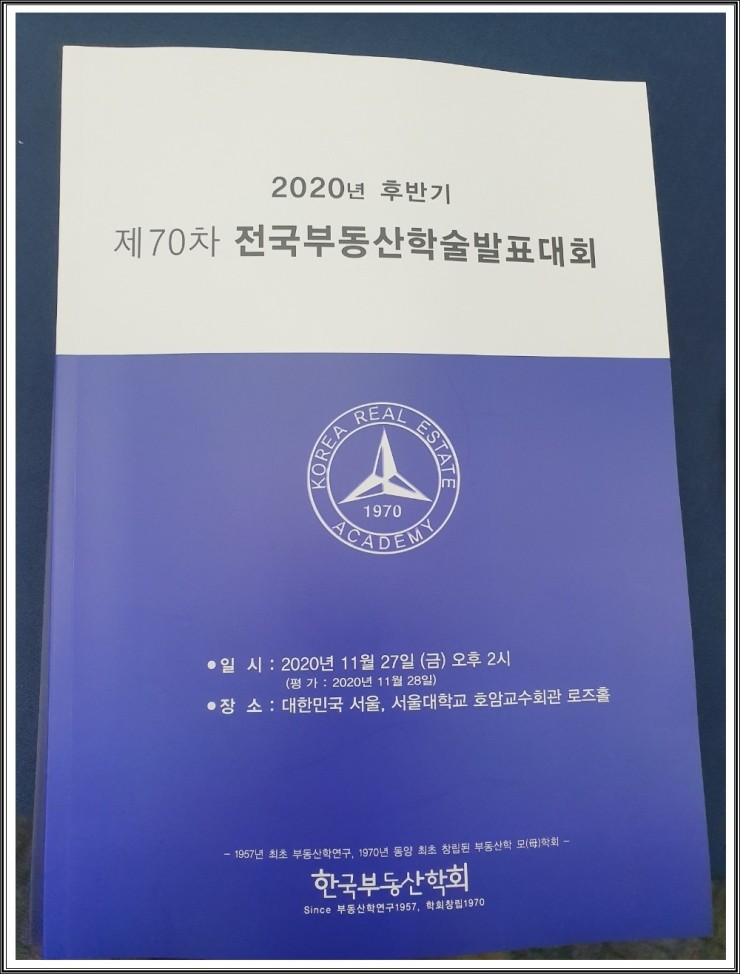 2020년 후반기
제70차 전국부동산학술발표대회
KOREA REAL ESTATE
1970
ACADEMY
●일 시 : 2020년 11월 27일 (금) 오후 2시
(평 가 : 2020년 11월 28일)
●장 소 : 대한민국 서울, 서울대학교 호암교수회관 로즈홀
– 1957년 최초 부동산학연구, 1970년 동양 최초 창립된 부동산학 모(母)학회 –
한국부동산학회
Since 부동산학연구1957, 학회창립1970